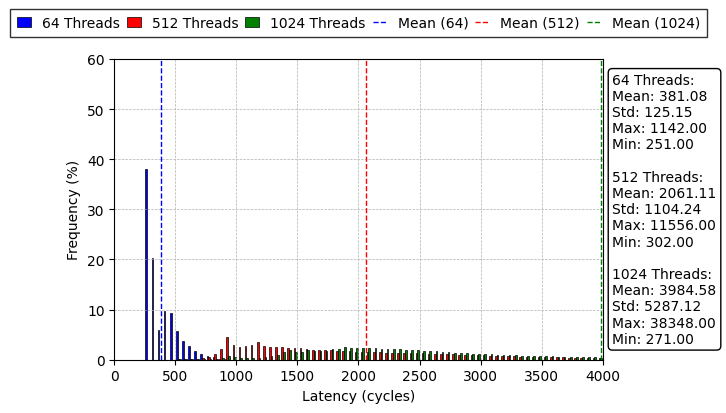 64 Threads 512 Threads 1024 Threads Mean (64) Mean (512) Mean (1024)
60
50
40
30
20
10
0
Frequency (%)
0 500 1000 1500 2000 2500 3000 3500 4000
Latency (cycles)
64 Threads:
Mean: 381.08
Std: 125.15
Max: 1142.00
Min: 251.00
512 Threads:
Mean: 2061.11
Std: 1104.24
Max: 11556.00
Min: 302.00
1024 Threads:
Mean: 3984.58
Std: 5287.12
Max: 38348.00
Min: 271.00